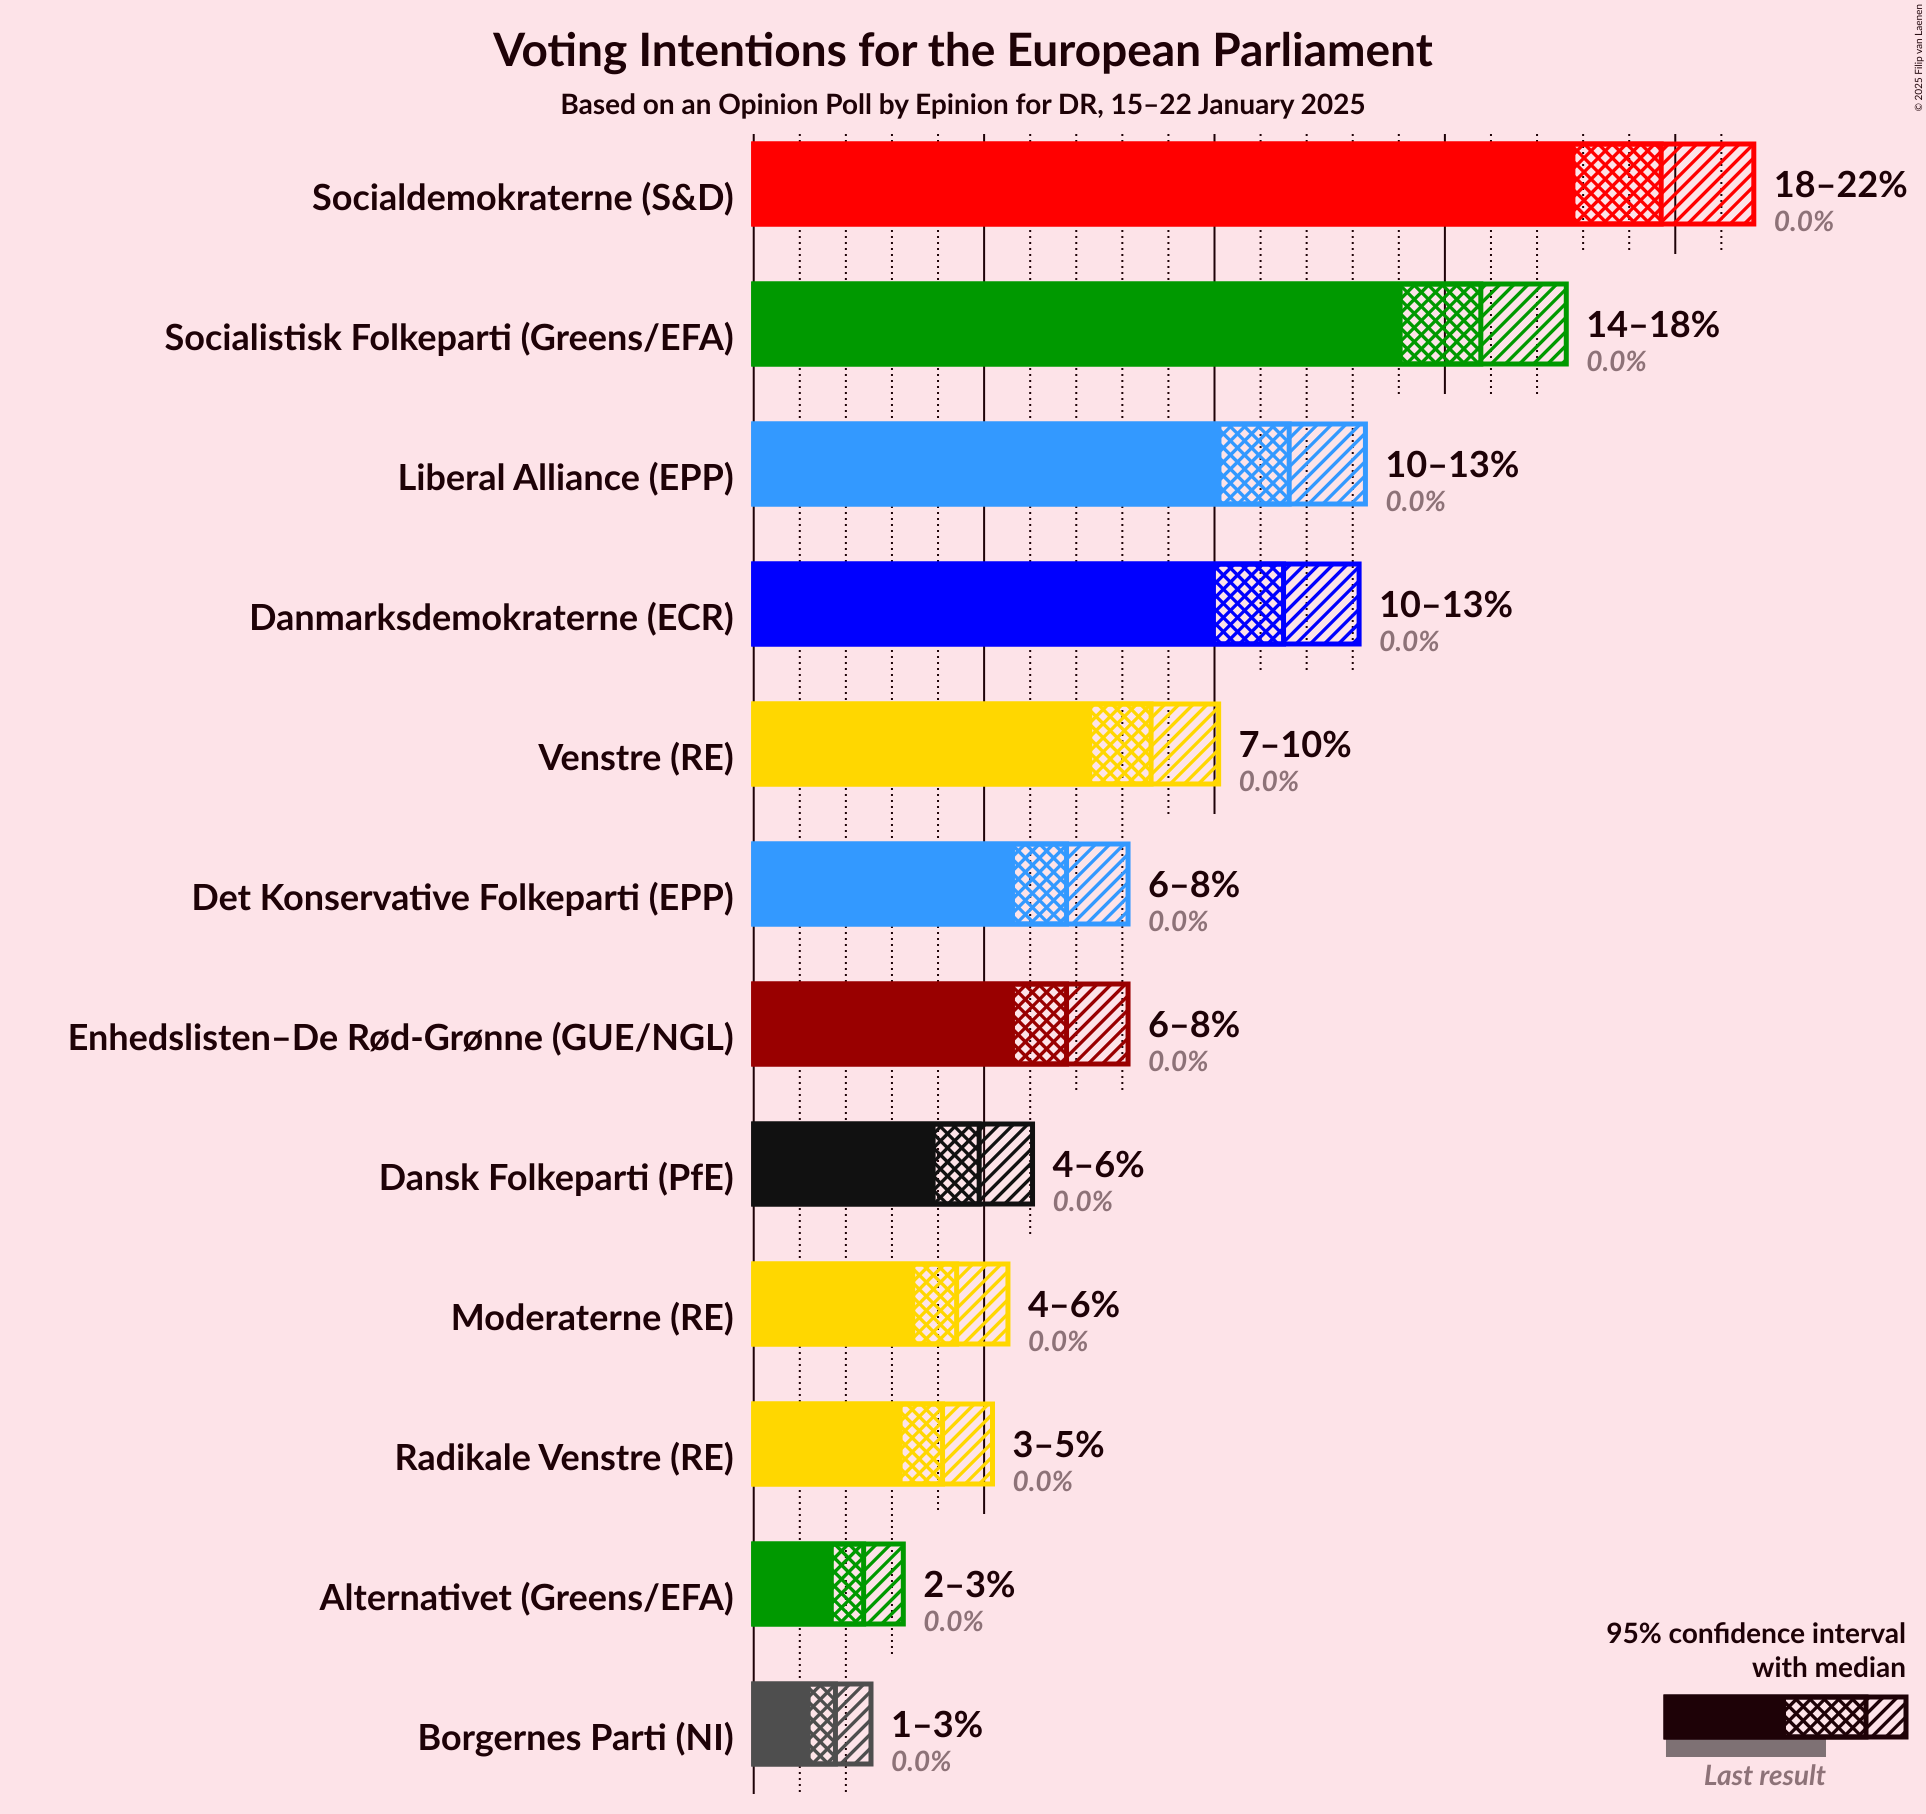 Voting Intentions for the European Parliament
Based on an Opinion Poll by Epinion for DR, 15–22 January 2025
© 2025 Filip van Laenen
Socialdemokraterne (S&D)
18–22%
0.0%
Socialistisk Folkeparti (Greens/EFA)
14–18%
0.0%
Liberal Alliance (EPP)
10–13%
0.0%
Danmarksdemokraterne (ECR)
10–13%
0.0%
Venstre (RE)
7–10%
0.0%
Det Konservative Folkeparti (EPP)
6–8%
0.0%
Enhedslisten–De Rød-Grønne (GUE/NGL)
6–8%
0.0%
Dansk Folkeparti (PfE)
4–6%
0.0%
Moderaterne (RE)
4–6%
0.0%
Radikale Venstre (RE)
3–5%
0.0%
Alternativet (Greens/EFA)
2–3%
0.0%
Borgernes Parti (NI)
1–3%
0.0%
95% confidence interval
with median
Last result